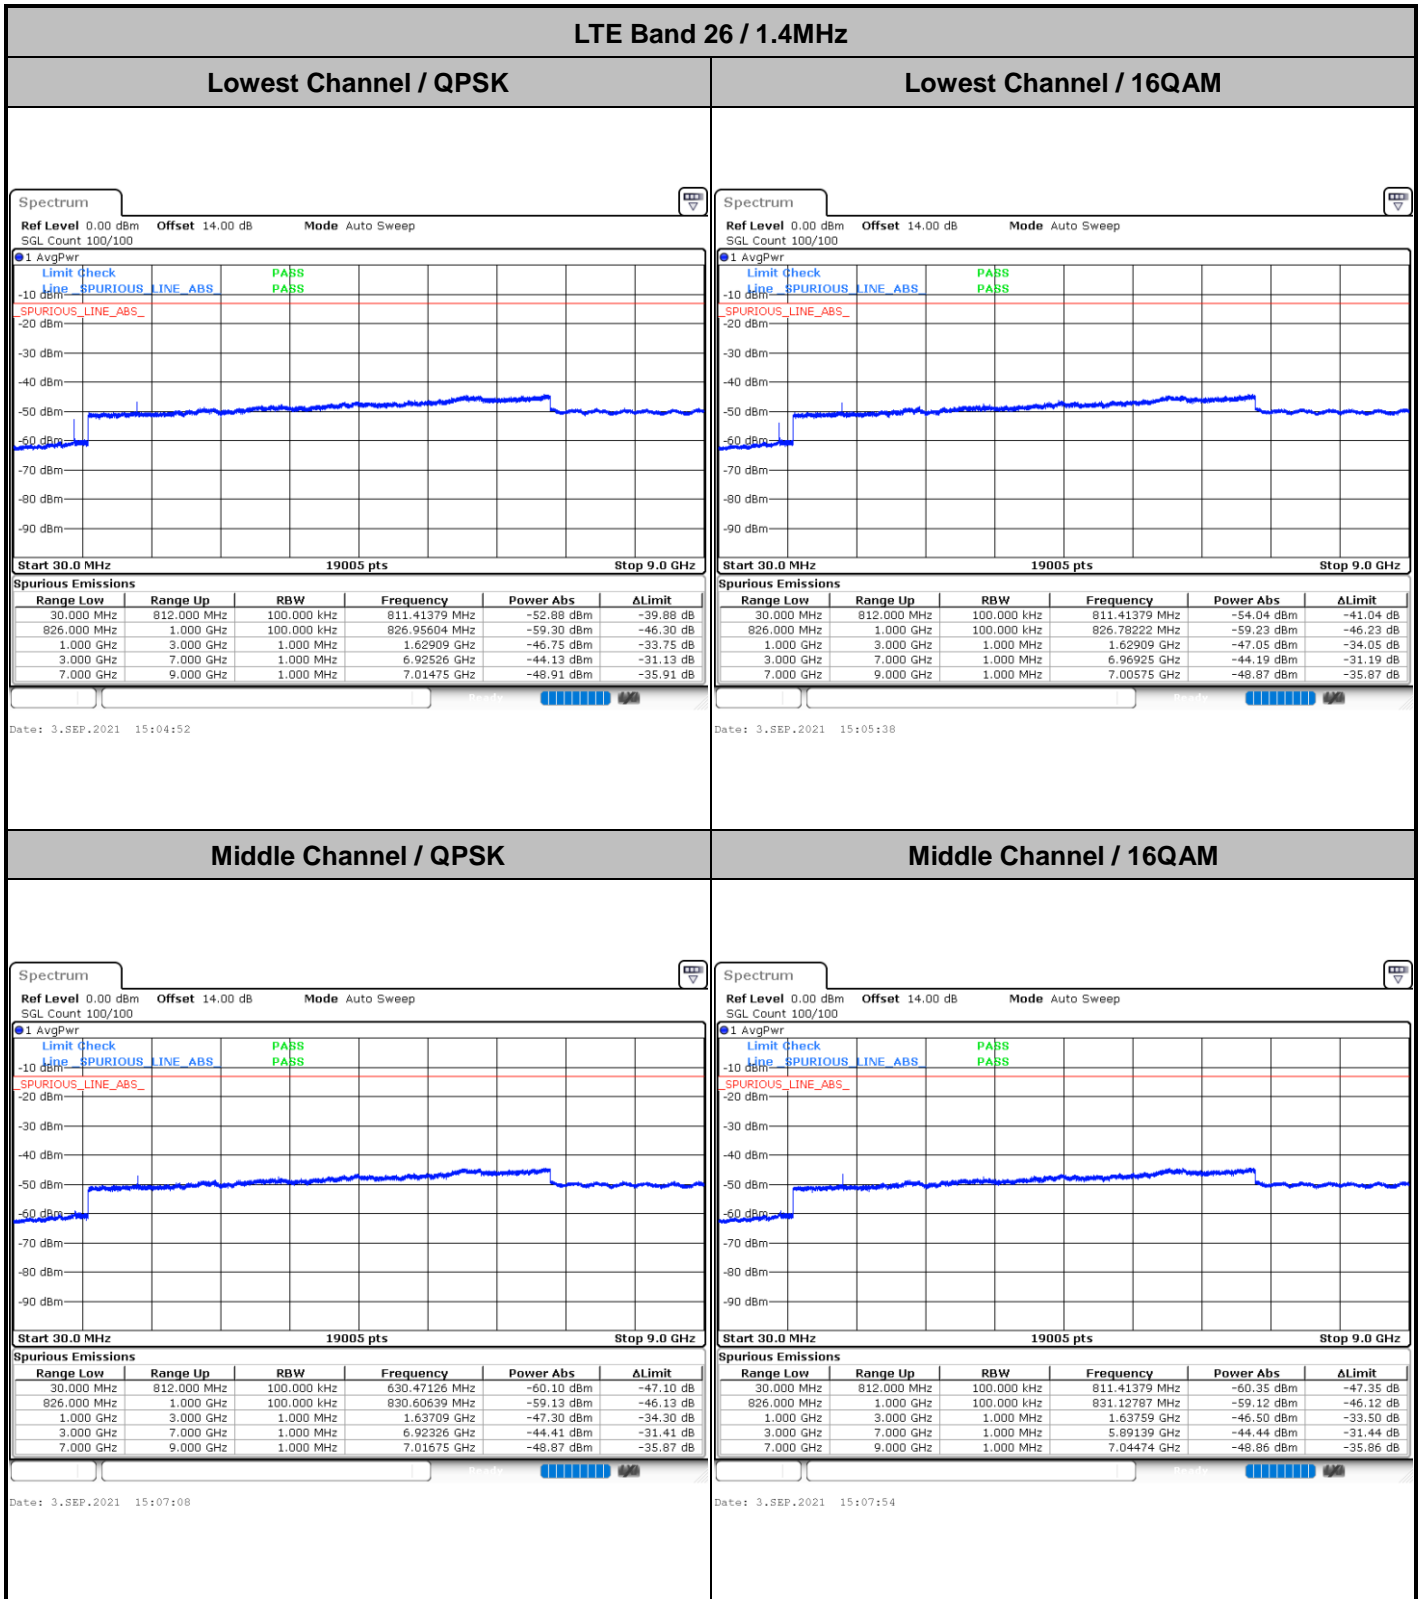 LTE Band 26 / 1.4MHz
Lowest Channel / QPSK
Lowest Channel / 16QAM
Spectrum
Ref Level 0.00 dBm Offset 14.00 dB Mode Auto Sweep
SGL Count 100/100
1 AvgPwr
Limit Check PASS
Line _SPURIOUS_LINE_ABS_ PASS
-10 dBm
_SPURIOUS_LINE_ABS_
-20 dBm
-30 dBm
-40 dBm
-50 dBm
-60 dBm
-70 dBm
-80 dBm
-90 dBm
Start 30.0 MHz 19005 pts Stop 9.0 GHz
Spurious Emissions
Range Low Range Up RBW Frequency Power Abs ΔLimit
30.000 MHz 812.000 MHz 100.000 kHz 811.41379 MHz -52.88 dBm -39.88 dB
826.000 MHz 1.000 GHz 100.000 kHz 826.95604 MHz -59.30 dBm -46.30 dB
1.000 GHz 3.000 GHz 1.000 MHz 1.62909 GHz -46.75 dBm -33.75 dB
3.000 GHz 7.000 GHz 1.000 MHz 6.92526 GHz -44.13 dBm -31.13 dB
7.000 GHz 9.000 GHz 1.000 MHz 7.01475 GHz -48.91 dBm -35.91 dB
Ready
Date: 3.SEP.2021 15:04:52
Spectrum
Ref Level 0.00 dBm Offset 14.00 dB Mode Auto Sweep
SGL Count 100/100
1 AvgPwr
Limit Check PASS
Line _SPURIOUS_LINE_ABS_ PASS
-10 dBm
_SPURIOUS_LINE_ABS_
-20 dBm
-30 dBm
-40 dBm
-50 dBm
-60 dBm
-70 dBm
-80 dBm
-90 dBm
Start 30.0 MHz 19005 pts Stop 9.0 GHz
Spurious Emissions
Range Low Range Up RBW Frequency Power Abs ΔLimit
30.000 MHz 812.000 MHz 100.000 kHz 811.41379 MHz -54.04 dBm -41.04 dB
826.000 MHz 1.000 GHz 100.000 kHz 826.78222 MHz -59.23 dBm -46.23 dB
1.000 GHz 3.000 GHz 1.000 MHz 1.62909 GHz -47.05 dBm -34.05 dB
3.000 GHz 7.000 GHz 1.000 MHz 6.96925 GHz -44.19 dBm -31.19 dB
7.000 GHz 9.000 GHz 1.000 MHz 7.00575 GHz -48.87 dBm -35.87 dB
Ready
Date: 3.SEP.2021 15:05:38
Middle Channel / QPSK
Middle Channel / 16QAM
Spectrum
Ref Level 0.00 dBm Offset 14.00 dB Mode Auto Sweep
SGL Count 100/100
1 AvgPwr
Limit Check PASS
Line _SPURIOUS_LINE_ABS_ PASS
-10 dBm
_SPURIOUS_LINE_ABS_
-20 dBm
-30 dBm
-40 dBm
-50 dBm
-60 dBm
-70 dBm
-80 dBm
-90 dBm
Start 30.0 MHz 19005 pts Stop 9.0 GHz
Spurious Emissions
Range Low Range Up RBW Frequency Power Abs ΔLimit
30.000 MHz 812.000 MHz 100.000 kHz 630.47126 MHz -60.10 dBm -47.10 dB
826.000 MHz 1.000 GHz 100.000 kHz 830.60639 MHz -59.13 dBm -46.13 dB
1.000 GHz 3.000 GHz 1.000 MHz 1.63709 GHz -47.30 dBm -34.30 dB
3.000 GHz 7.000 GHz 1.000 MHz 6.92326 GHz -44.41 dBm -31.41 dB
7.000 GHz 9.000 GHz 1.000 MHz 7.01675 GHz -48.87 dBm -35.87 dB
Ready
Date: 3.SEP.2021 15:07:08
Spectrum
Ref Level 0.00 dBm Offset 14.00 dB Mode Auto Sweep
SGL Count 100/100
1 AvgPwr
Limit Check PASS
Line _SPURIOUS_LINE_ABS_ PASS
-10 dBm
_SPURIOUS_LINE_ABS_
-20 dBm
-30 dBm
-40 dBm
-50 dBm
-60 dBm
-70 dBm
-80 dBm
-90 dBm
Start 30.0 MHz 19005 pts Stop 9.0 GHz
Spurious Emissions
Range Low Range Up RBW Frequency Power Abs ΔLimit
30.000 MHz 812.000 MHz 100.000 kHz 811.41379 MHz -60.35 dBm -47.35 dB
826.000 MHz 1.000 GHz 100.000 kHz 831.12787 MHz -59.12 dBm -46.12 dB
1.000 GHz 3.000 GHz 1.000 MHz 1.63759 GHz -46.50 dBm -33.50 dB
3.000 GHz 7.000 GHz 1.000 MHz 5.89139 GHz -44.44 dBm -31.44 dB
7.000 GHz 9.000 GHz 1.000 MHz 7.04474 GHz -48.86 dBm -35.86 dB
Ready
Date: 3.SEP.2021 15:07:54